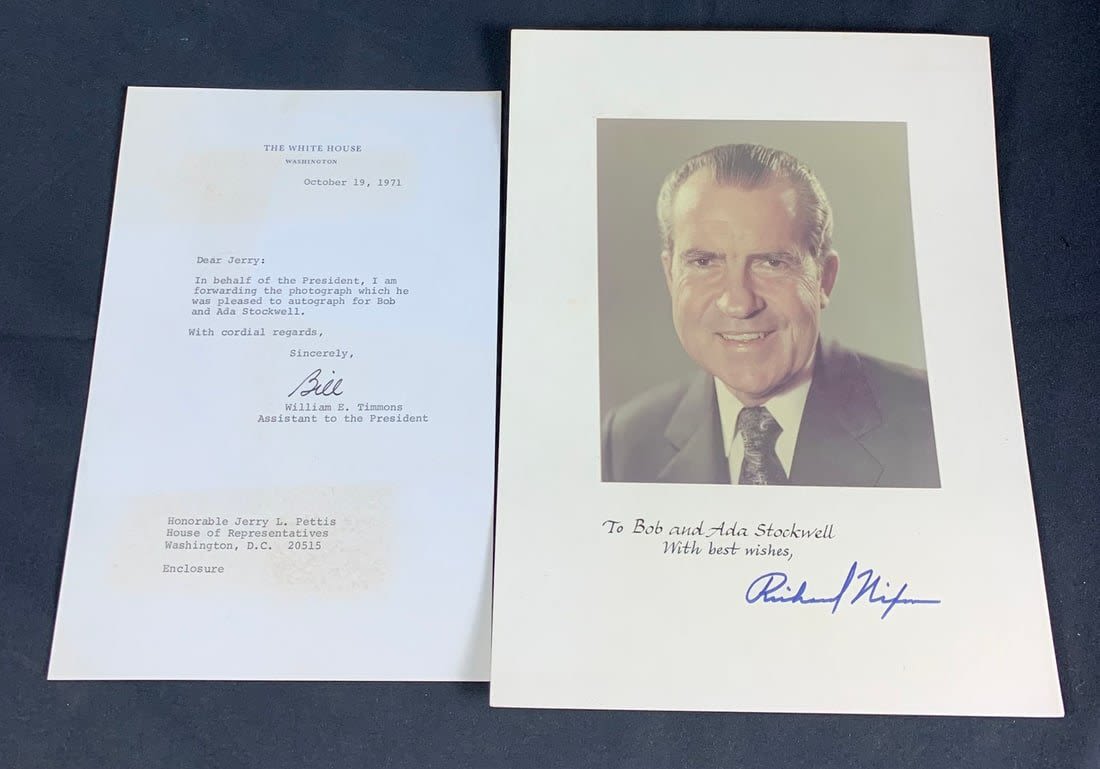 THE WHITE HOUSE
WASHINGTON
October 19, 1971
Dear Jerry:
In behalf of the President, I am
forwarding the photograph which he
was pleased to autograph for Bob
and Ada Stockwell.
With cordial regards,
Sincerely,
Bill
William E. Timmons
Assistant to the President
Honorable Jerry L. Pettis
House of Representatives
Washington, D.C. 20515
Enclosure
To Bob and Ada Stockwell
With best wishes,
Richard Nixon